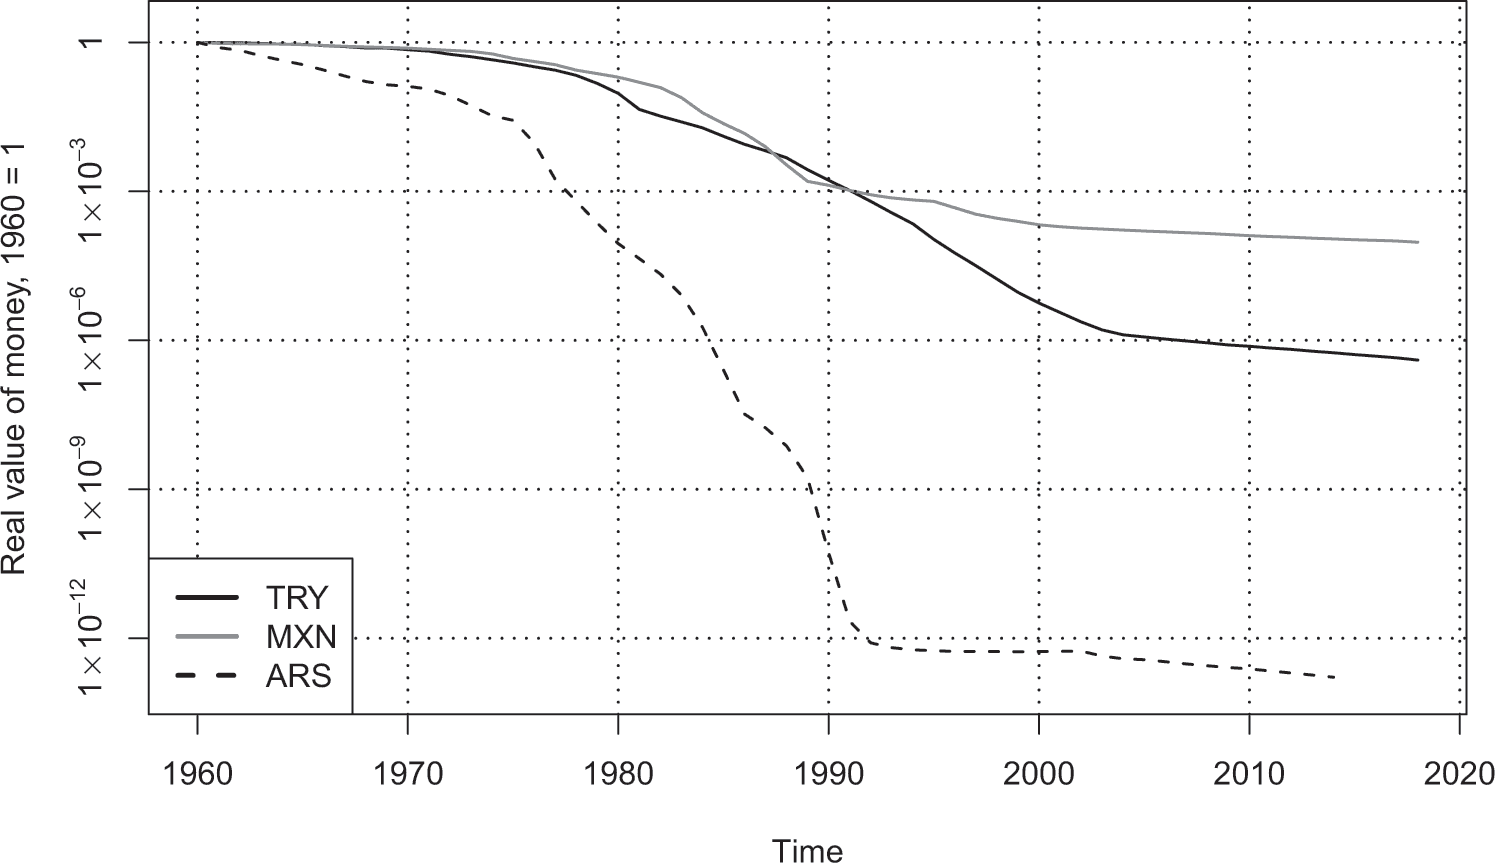 Real value of money, 1960 = 1
1
1×10⁻³
1×10⁻⁶
1×10⁻⁹
1×10⁻¹²
TRY
MXN
ARS
1960 1970 1980 1990 2000 2010 2020
Time